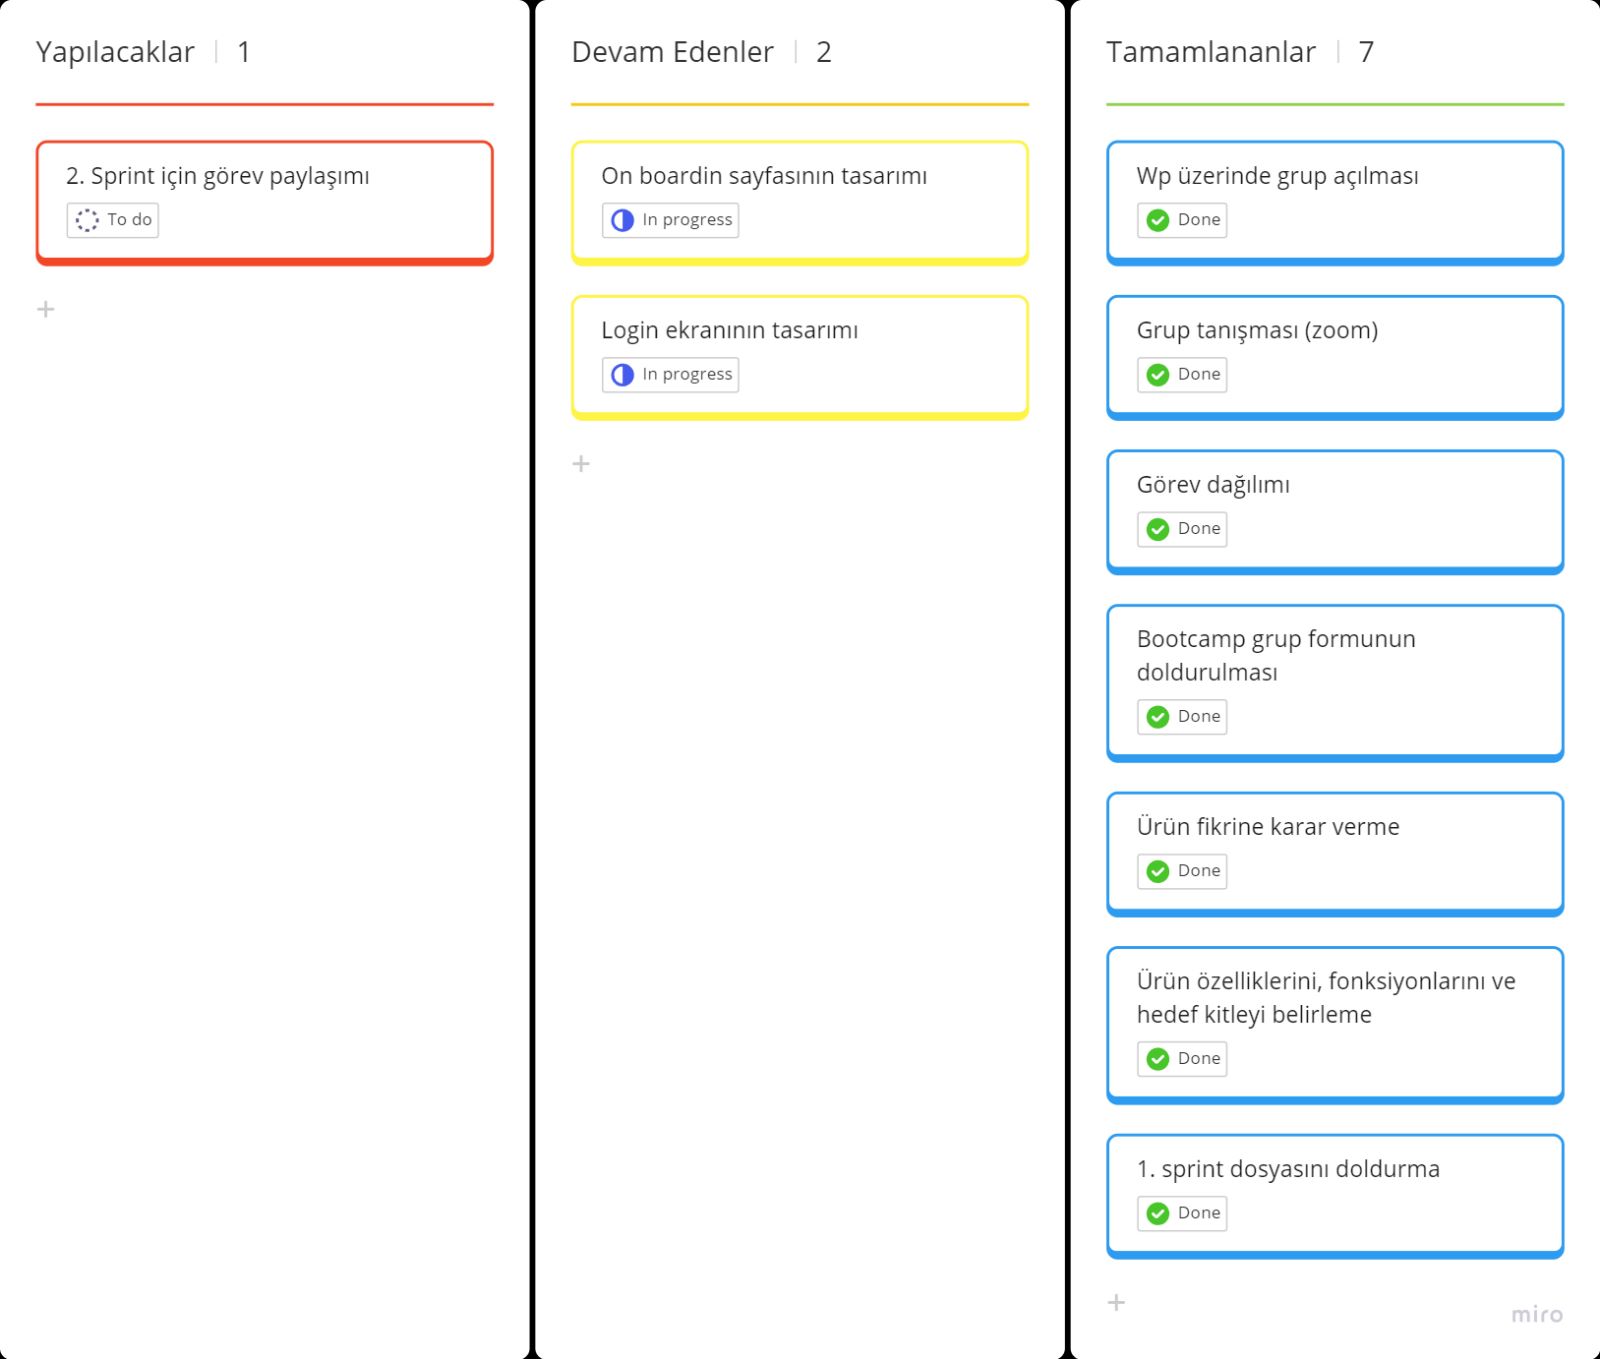 Yapılacaklar | 1
2. Sprint için görev paylaşımı
To do
+
Devam Edenler | 2
On boardin sayfasının tasarımı
In progress
Login ekranının tasarımı
In progress
+
Tamamlananlar | 7
Wp üzerinde grup açılması
Done
Grup tanışması (zoom)
Done
Görev dağılımı
Done
Bootcamp grup formunun
doldurulması
Done
Ürün fikrine karar verme
Done
Ürün özelliklerini, fonksiyonlarını ve
hedef kitleyi belirleme
Done
1. sprint dosyasını doldurma
Done
+
miro